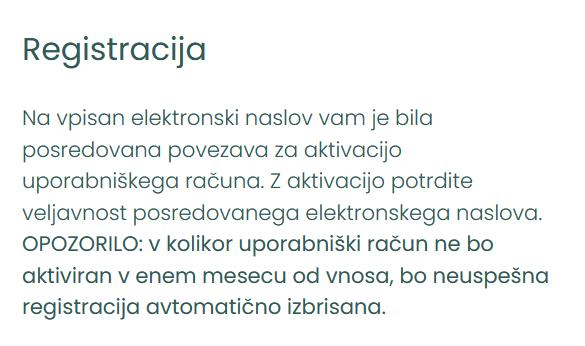 Registracija
Na vpisan elektronski naslov vam je bila
posredovana povezava za aktivacijo
uporabniškega računa. Z aktivacijo potrdite
veljavnost posredovanega elektronskega naslova.
OPOZORILO: v kolikor uporabniški račun ne bo
aktiviran v enem mesecu od vnosa, bo neuspešna
registracija avtomatično izbrisana.